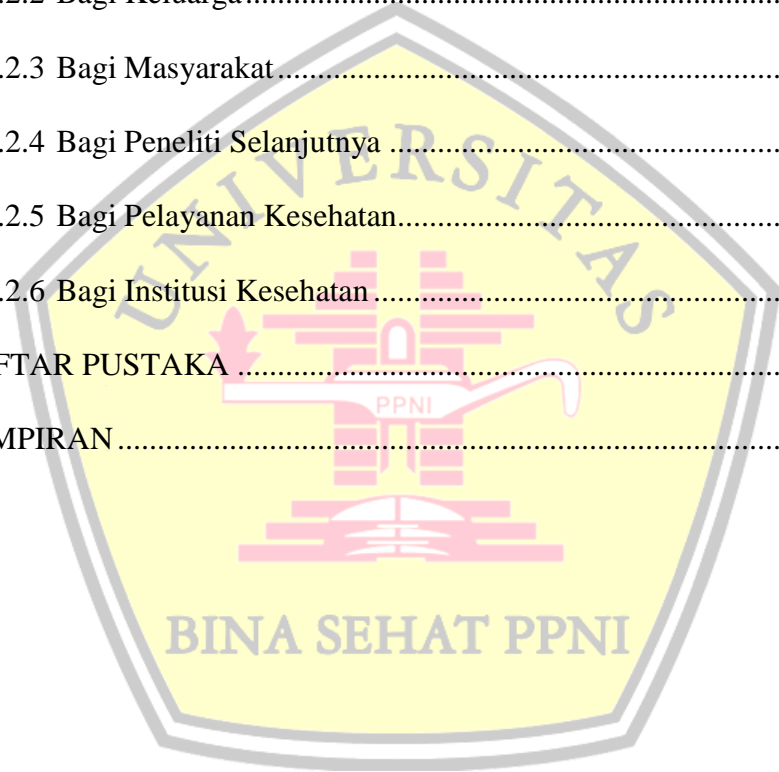 .2.2 Bagi Keluarga...............................................................
.2.3 Bagi Masyarakat...........................................................
.2.4 Bagi Peneliti Selanjutnya .............................................
.2.5 Bagi Pelayanan Kesehatan............................................
.2.6 Bagi Institusi Kesehatan ...............................................
FTAR PUSTAKA ................................................................
MPIRAN..............................................................................
UNIVERSITAS
PPNI
BINA SEHAT PPNI